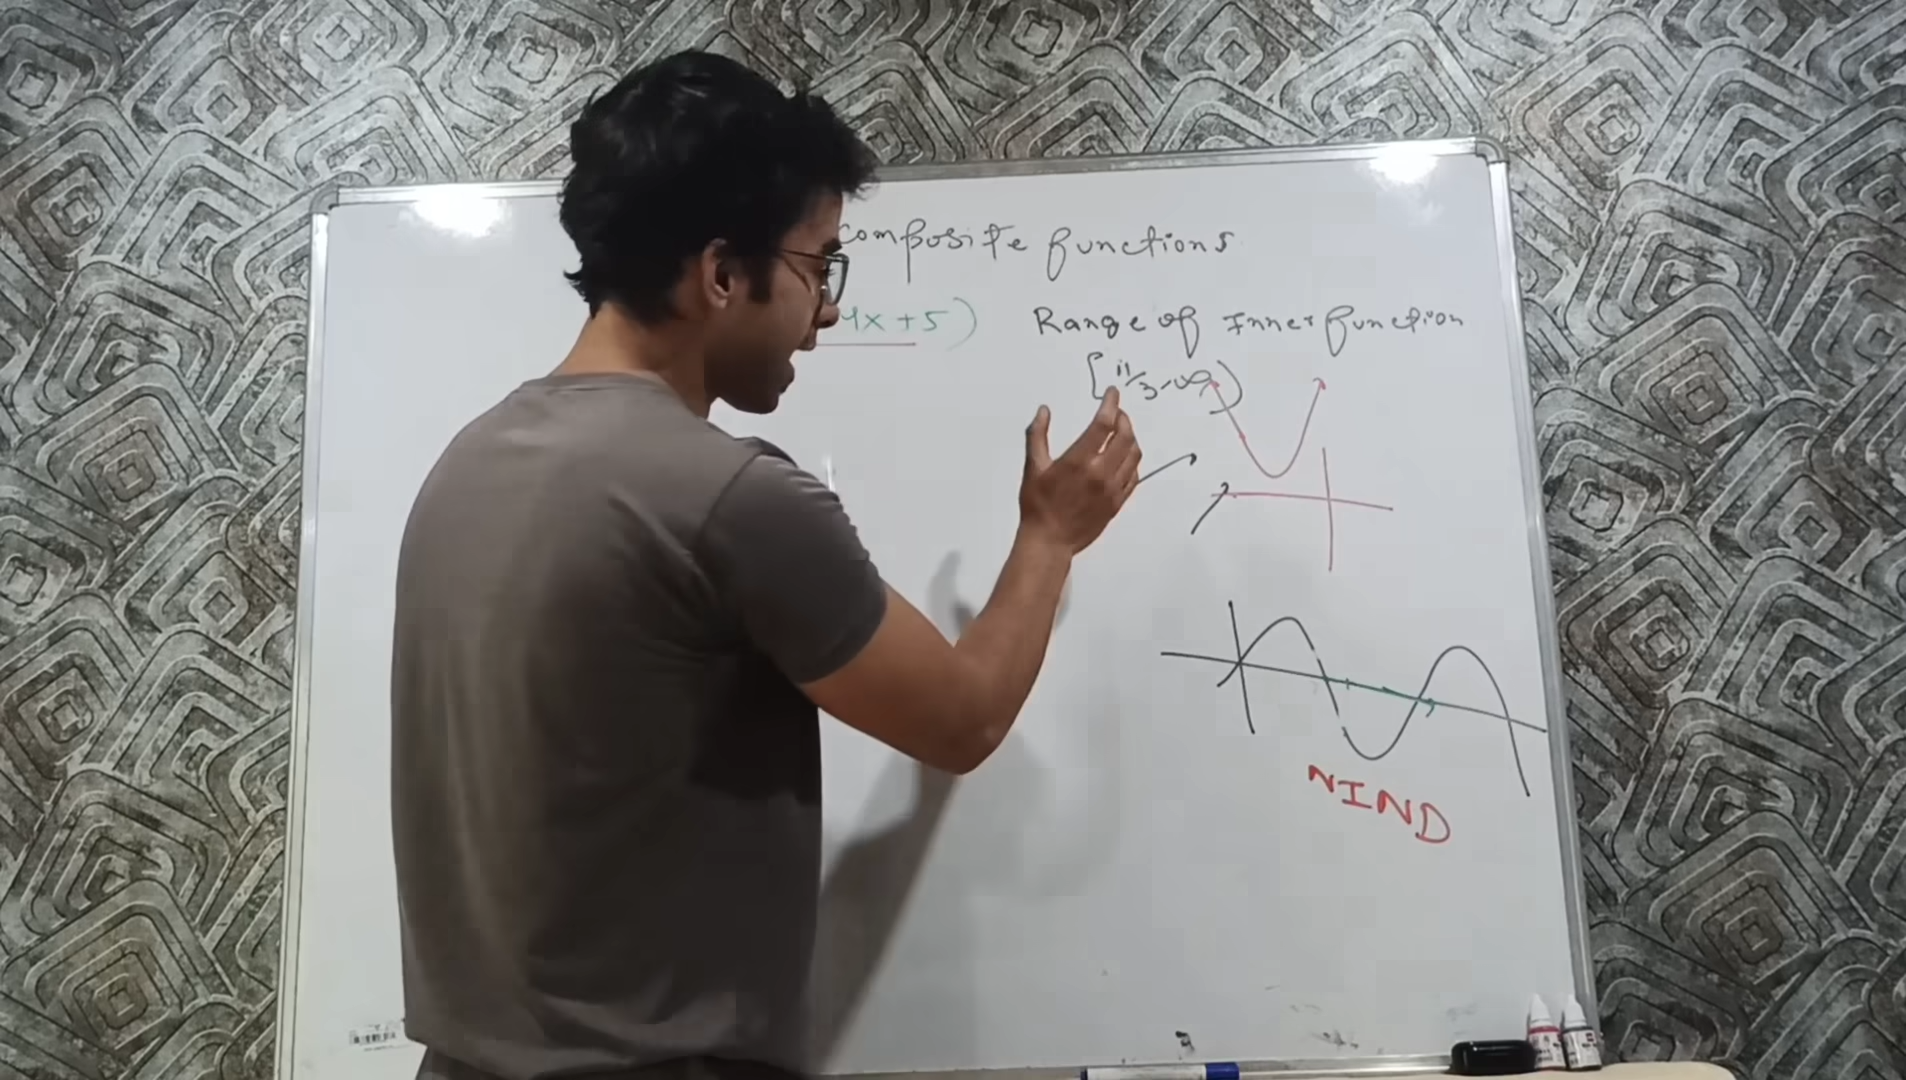 composite functions
4x + 5)
Range of Inner function
[11/3, ∞)
NIND